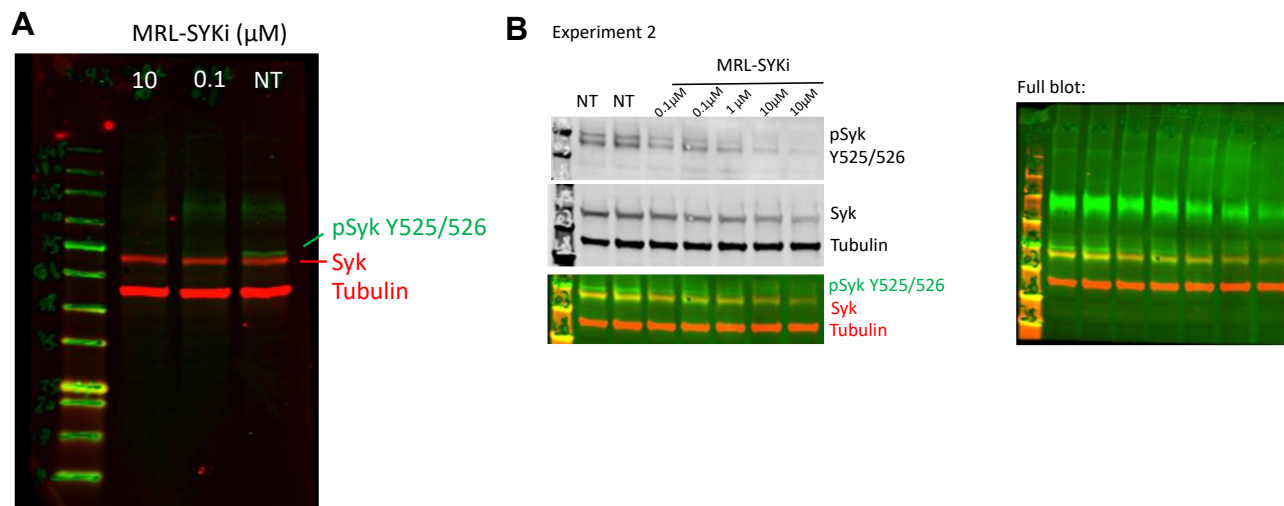 A
MRL-SYKi (µM)
10 0.1 NT
pSyk Y525/526
Syk
Tubulin
B Experiment 2
MRL-SYKi
NT NT 0.1µM 0.1µM 1 µM 10µM 10µM
pSyk
Y525/526
Syk
Tubulin
pSyk Y525/526
Syk
Tubulin
Full blot: